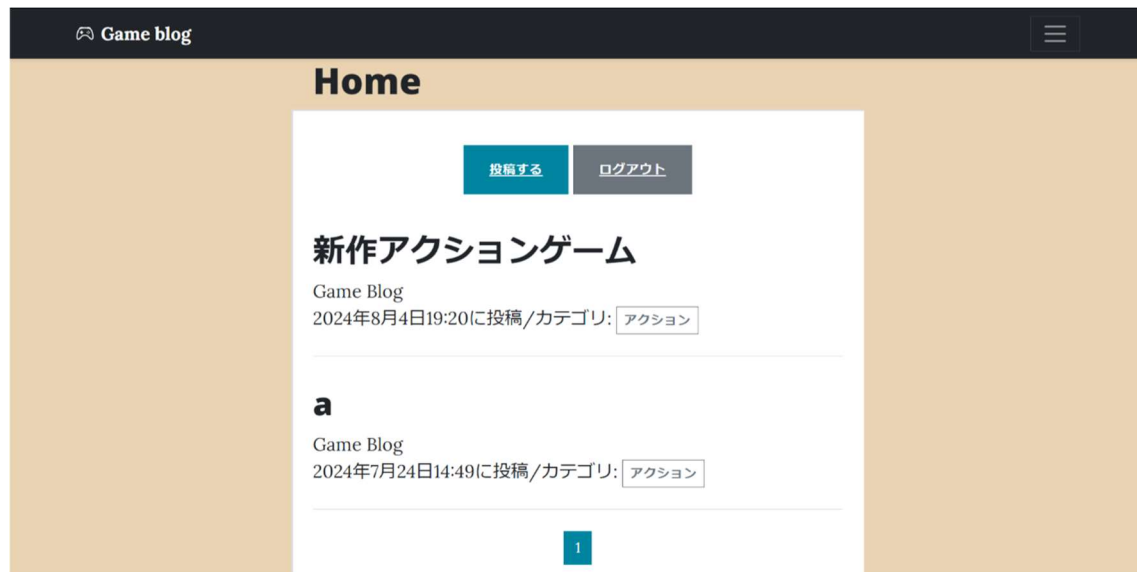 Game blog
Home
投稿する ログアウト
新作アクションゲーム
Game Blog
2024年8月4日19:20に投稿/カテゴリ: アクション
a
Game Blog
2024年7月24日14:49に投稿/カテゴリ: アクション
1